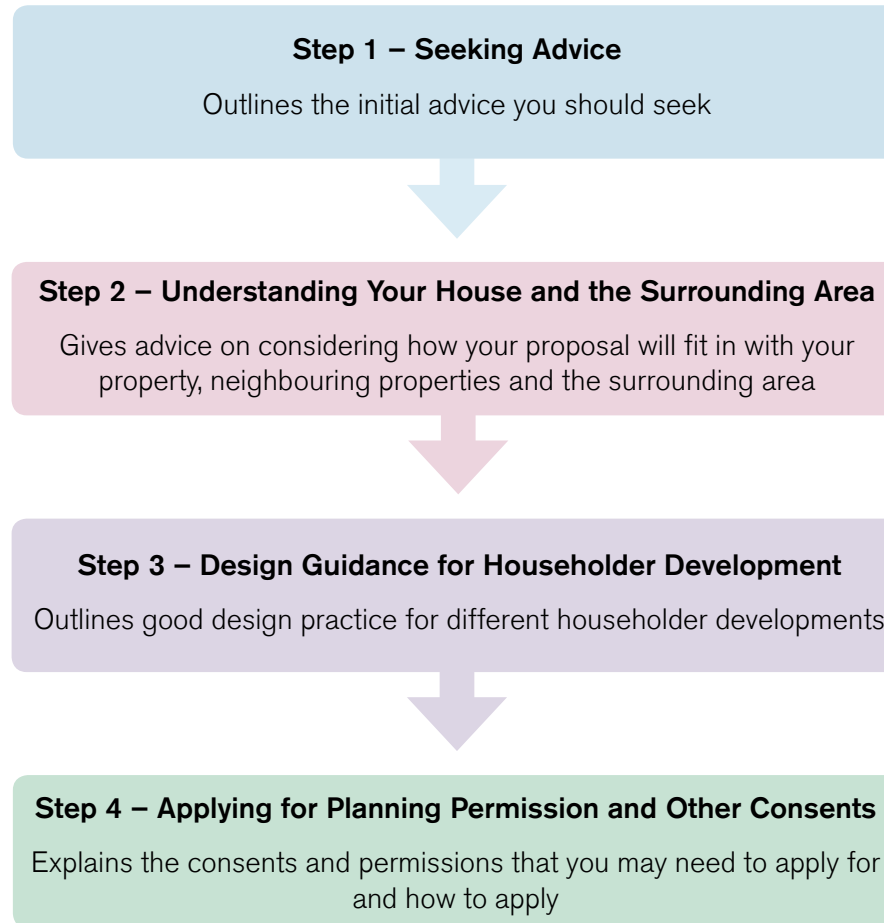 Step 1 – Seeking Advice
Outlines the initial advice you should seek
Step 2 – Understanding Your House and the Surrounding Area
Gives advice on considering how your proposal will fit in with your
property, neighbouring properties and the surrounding area
Step 3 – Design Guidance for Householder Development
Outlines good design practice for different householder developments
Step 4 – Applying for Planning Permission and Other Consents
Explains the consents and permissions that you may need to apply for
and how to apply